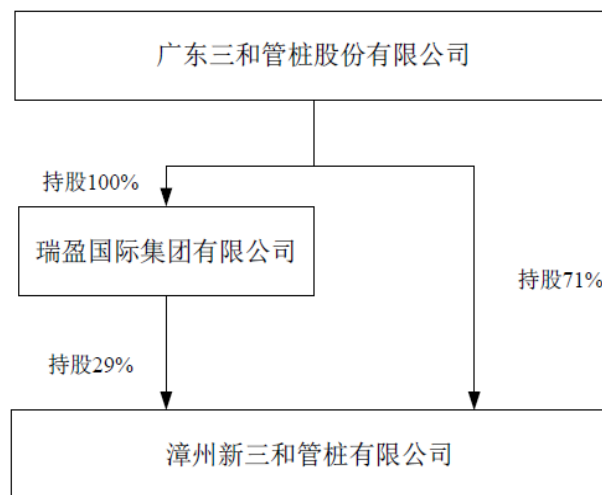 广东三和管桩股份有限公司
持股100%
瑞盈国际集团有限公司
持股71%
持股29%
漳州新三和管桩有限公司